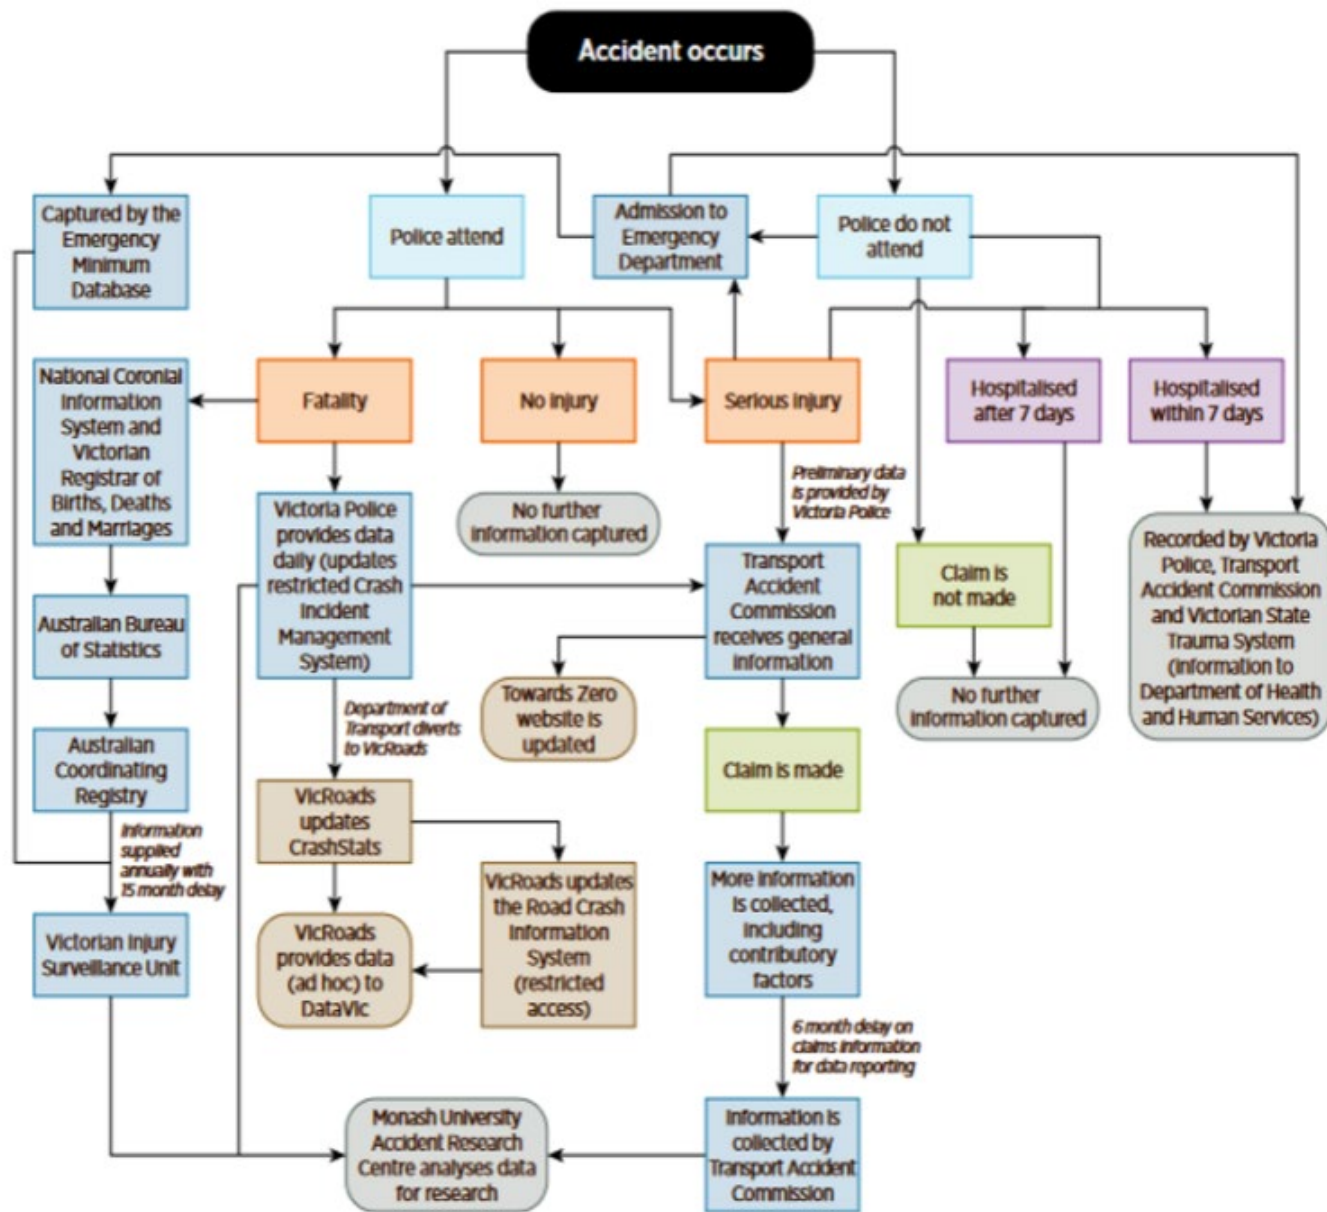 Accident occurs
Captured by the
Emergency
Minimum
Database
Police attend
Admission to
Emergency
Department
Police do not
attend
National Coronial
Information
System and
Victorian
Registrar of
Births, Deaths
and Marriages
Fatality
No injury
Serious injury
Hospitalised
after 7 days
Hospitalised
within 7 days
Preliminary data
is provided by
Victoria Police
Victoria Police
provides data
daily (updates
restricted Crash
Incident
Management
System)
No further
information captured
Transport
Accident
Commission
receives general
information
Claim is
not made
Recorded by Victoria
Police, Transport
Accident Commission
and Victorian State
Trauma System
(information to
Department of Health
and Human Services)
Australian Bureau
of Statistics
Towards Zero
website is
updated
No further
information captured
Department of
Transport diverts
to VicRoads
Australian
Coordinating
Registry
Claim is made
VicRoads
updates
CrashStats
Information
supplied
annually with
15 month delay
VicRoads updates
the Road Crash
Information
System
(restricted
access)
More information
is collected,
including
contributory
factors
Victorian Injury
Surveillance Unit
VicRoads
provides data
(ad hoc) to
DataVic
6 month delay on
claims information
for data reporting
Monash University
Accident Research
Centre analyses data
for research
Information is
collected by
Transport Accident
Commission